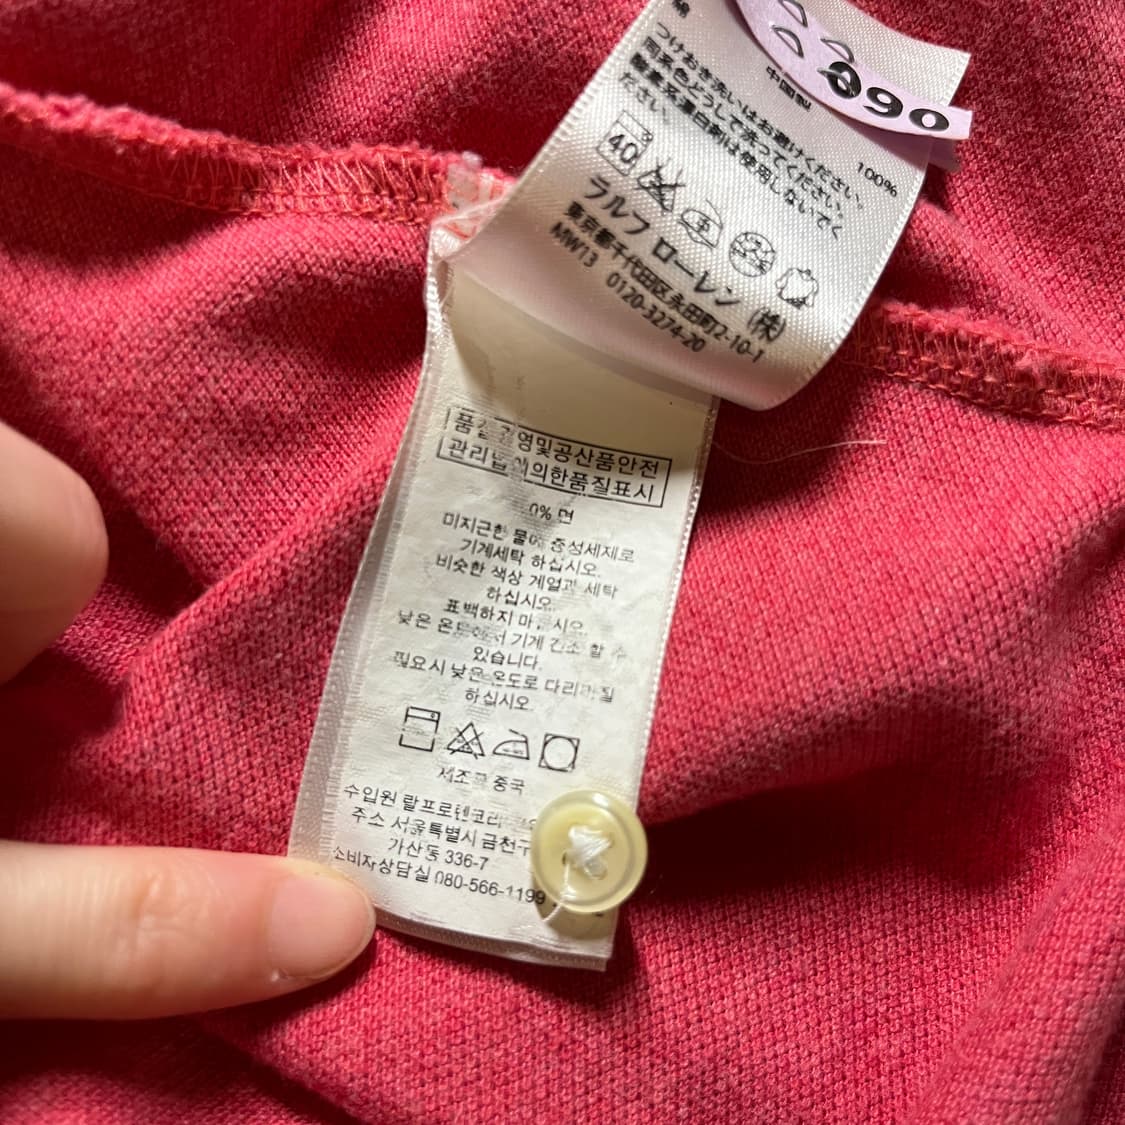 890
中国製
綿 100%
つけおき洗いはお避けください。
同系色どうしで洗ってください。
酸素系漂白剤は使用しないでく
ださい。
40
ラルフ ローレン (株)
東京都千代田区永田町2-10-1
MW13 0120-3274-20
품질경영및공산품안전
관리법에의한품질표시
0% 면
미지근한 물에 중성세제로
기계세탁 하십시오.
비슷한 색상 계열과 세탁
하십시오.
표백하지 마십시오.
낮은 온도에서 기계 건조 할 수
있습니다.
필요시 낮은 온도로 다리미질
하십시오.
제조국 중국
수입원 랄프로렌코리
주소 서울특별시 금천구
가산동 336-7
소비자상담실 080-566-1199